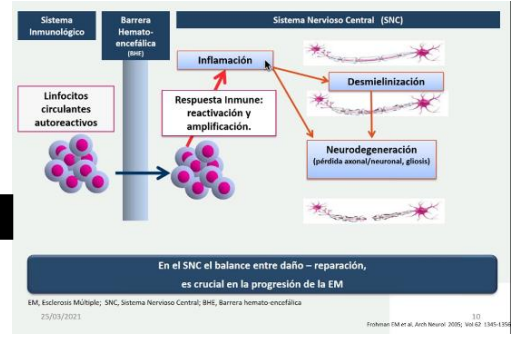 Sistema
Inmunológico
Barrera
Hemato-
encefálica
(BHE)
Sistema Nervioso Central (SNC)
Inflamación
Desmielinización
Linfocitos
circulantes
autoreactivos
Respuesta Inmune:
reactivación y
amplificación.
Neurodegeneración
(pérdida axonal/neuronal, gliosis)
En el SNC el balance entre daño – reparación,
es crucial en la progresión de la EM
EM, Esclerosis Múltiple; SNC, Sistema Nervioso Central; BHE, Barrera hemato-encefálica
25/03/2021
10
Frohman EM et al, Arch Neurol 2005; Vol 62 1345-1356